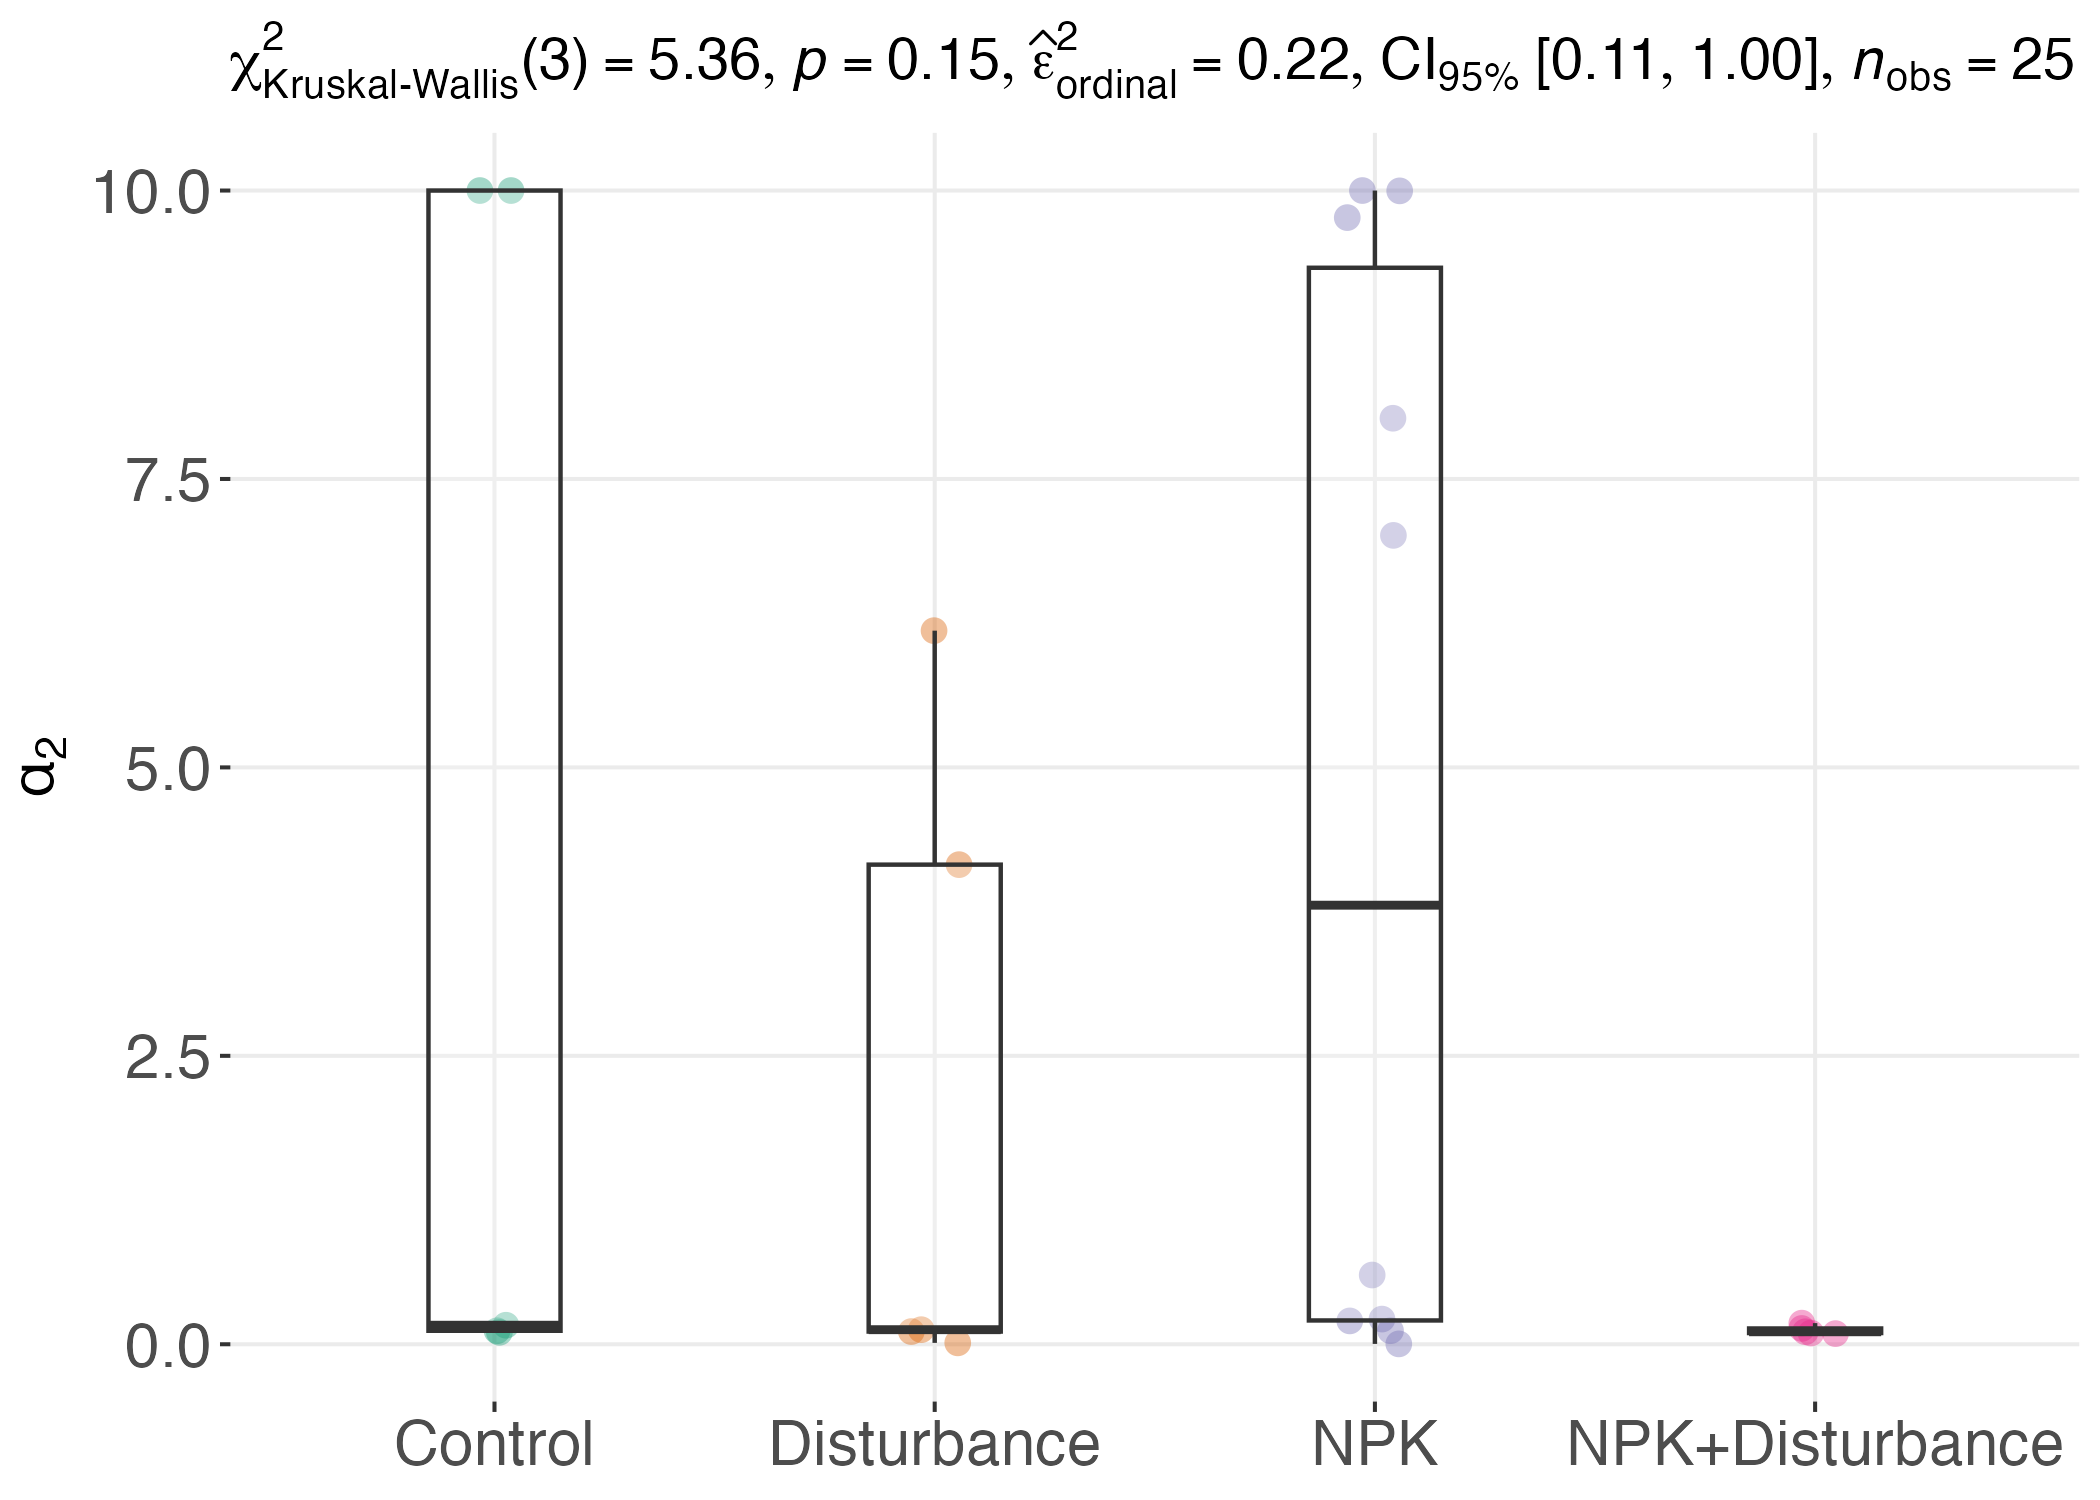 χ²Kruskal-Wallis(3) = 5.36, p = 0.15, ε̂²ordinal = 0.22, CI95% [0.11, 1.00], nobs = 25
10.0
7.5
5.0
2.5
0.0
α2
Control Disturbance NPK NPK+Disturbance